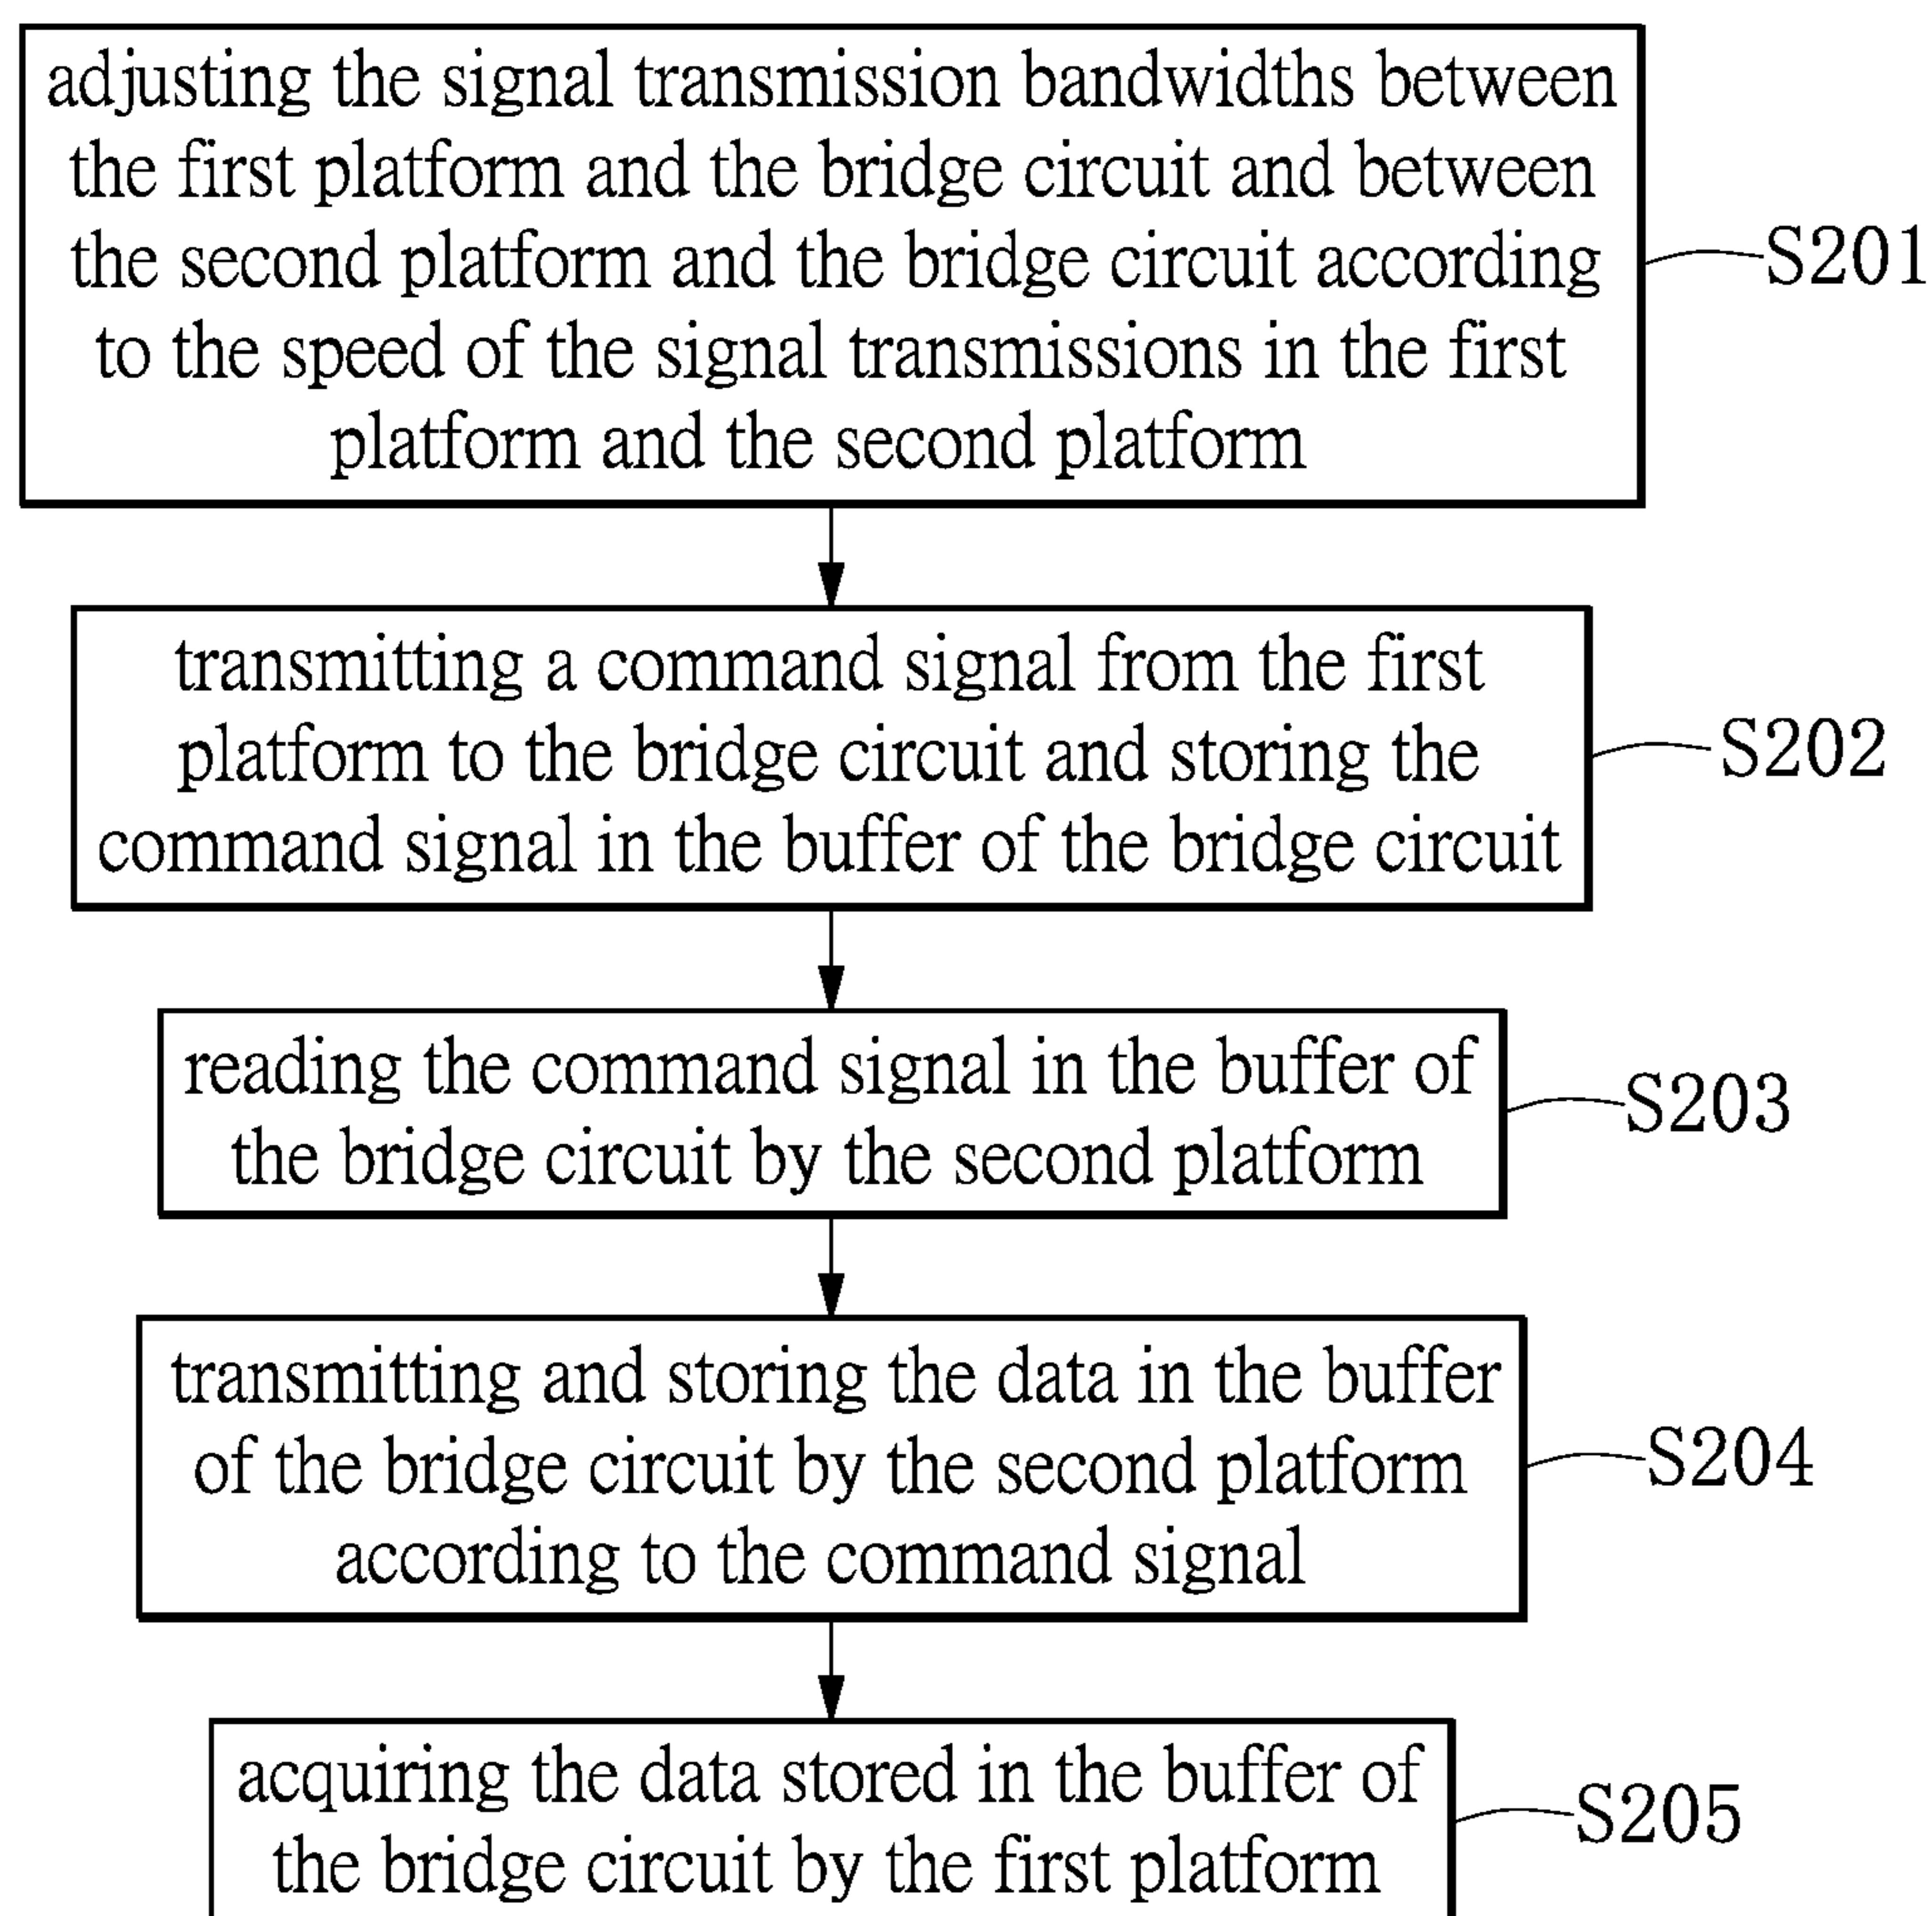 adjusting the signal transmission bandwidths between
the first platform and the bridge circuit and between
the second platform and the bridge circuit according
to the speed of the signal transmissions in the first
platform and the second platform
S201
transmitting a command signal from the first
platform to the bridge circuit and storing the
command signal in the buffer of the bridge circuit
S202
reading the command signal in the buffer of
the bridge circuit by the second platform
S203
transmitting and storing the data in the buffer
of the bridge circuit by the second platform
according to the command signal
S204
acquiring the data stored in the buffer of
the bridge circuit by the first platform
S205